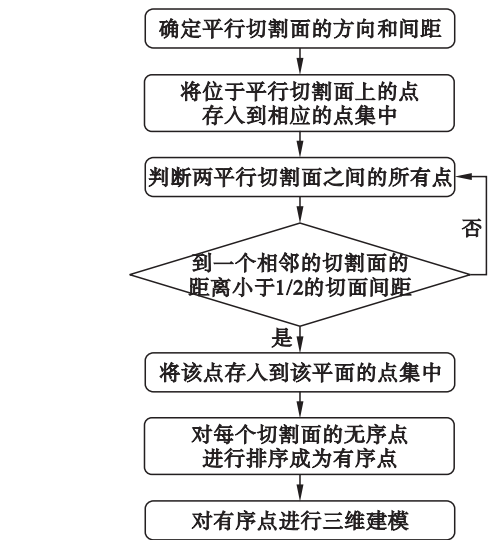 确定平行切割面的方向和间距
将位于平行切割面上的点
存入到相应的点集中
判断两平行切割面之间的所有点
否
到一个相邻的切割面的
距离小于1/2的切面间距
是
将该点存入到该平面的点集中
对每个切割面的无序点
进行排序成为有序点
对有序点进行三维建模